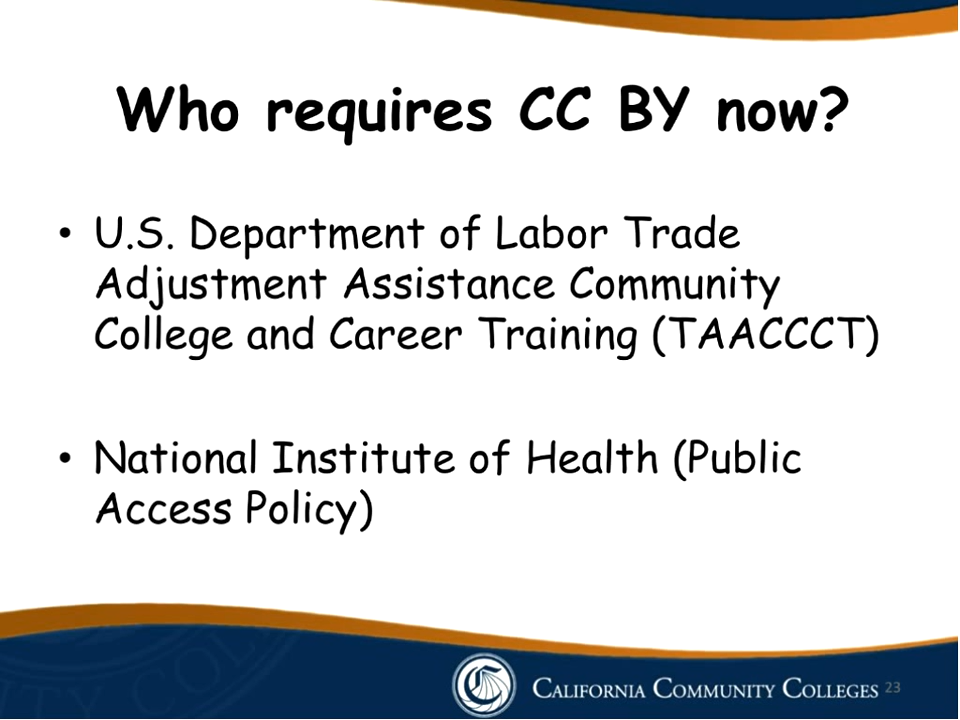 Who requires CC BY now?
• U.S. Department of Labor Trade
Adjustment Assistance Community
College and Career Training (TAACCCT)
• National Institute of Health (Public
Access Policy)
CALIFORNIA COMMUNITY COLLEGES 23